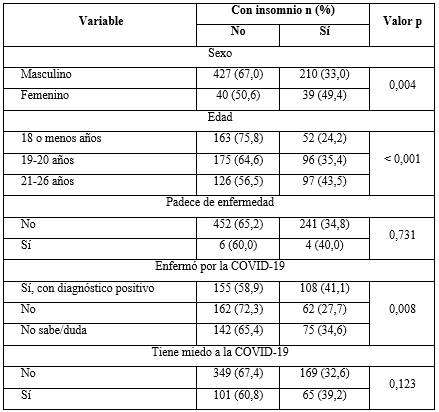 Variable Con insomnio n (%) Valor p
No Sí
Sexo
Masculino 427 (67,0) 210 (33,0) 0,004
Femenino 40 (50,6) 39 (49,4)
Edad
18 o menos años 163 (75,8) 52 (24,2) < 0,001
19-20 años 175 (64,6) 96 (35,4)
21-26 años 126 (56,5) 97 (43,5)
Padece de enfermedad
No 452 (65,2) 241 (34,8) 0,731
Sí 6 (60,0) 4 (40,0)
Enfermó por la COVID-19
Sí, con diagnóstico positivo 155 (58,9) 108 (41,1) 0,008
No 162 (72,3) 62 (27,7)
No sabe/duda 142 (65,4) 75 (34,6)
Tiene miedo a la COVID-19
No 349 (67,4) 169 (32,6) 0,123
Sí 101 (60,8) 65 (39,2)